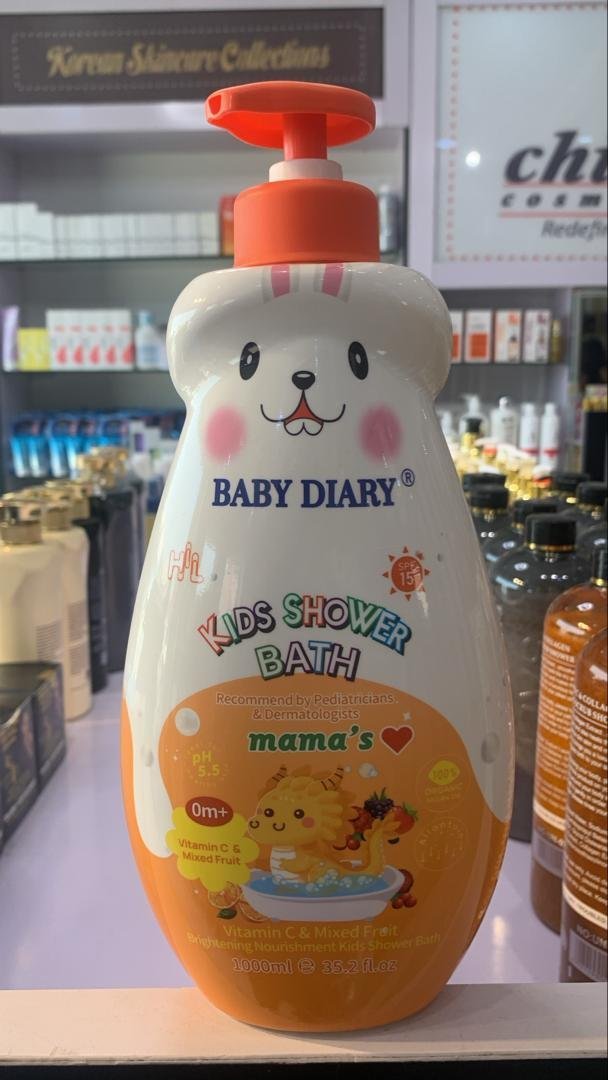 Korean Skincare Collections
BABY DIARY®
SPF
15
KIDS SHOWER
BATH
Recommend by Pediatricians
& Dermatologists
mama's
pH
5.5
0m+
Vitamin C &
Mixed Fruit
100%
ORGANIC
Vitamin C & Mixed Fruit
Brightening Nourishment Kids Shower Bath
1000ml ℮ 35.2 fl.oz
COLLAGEN